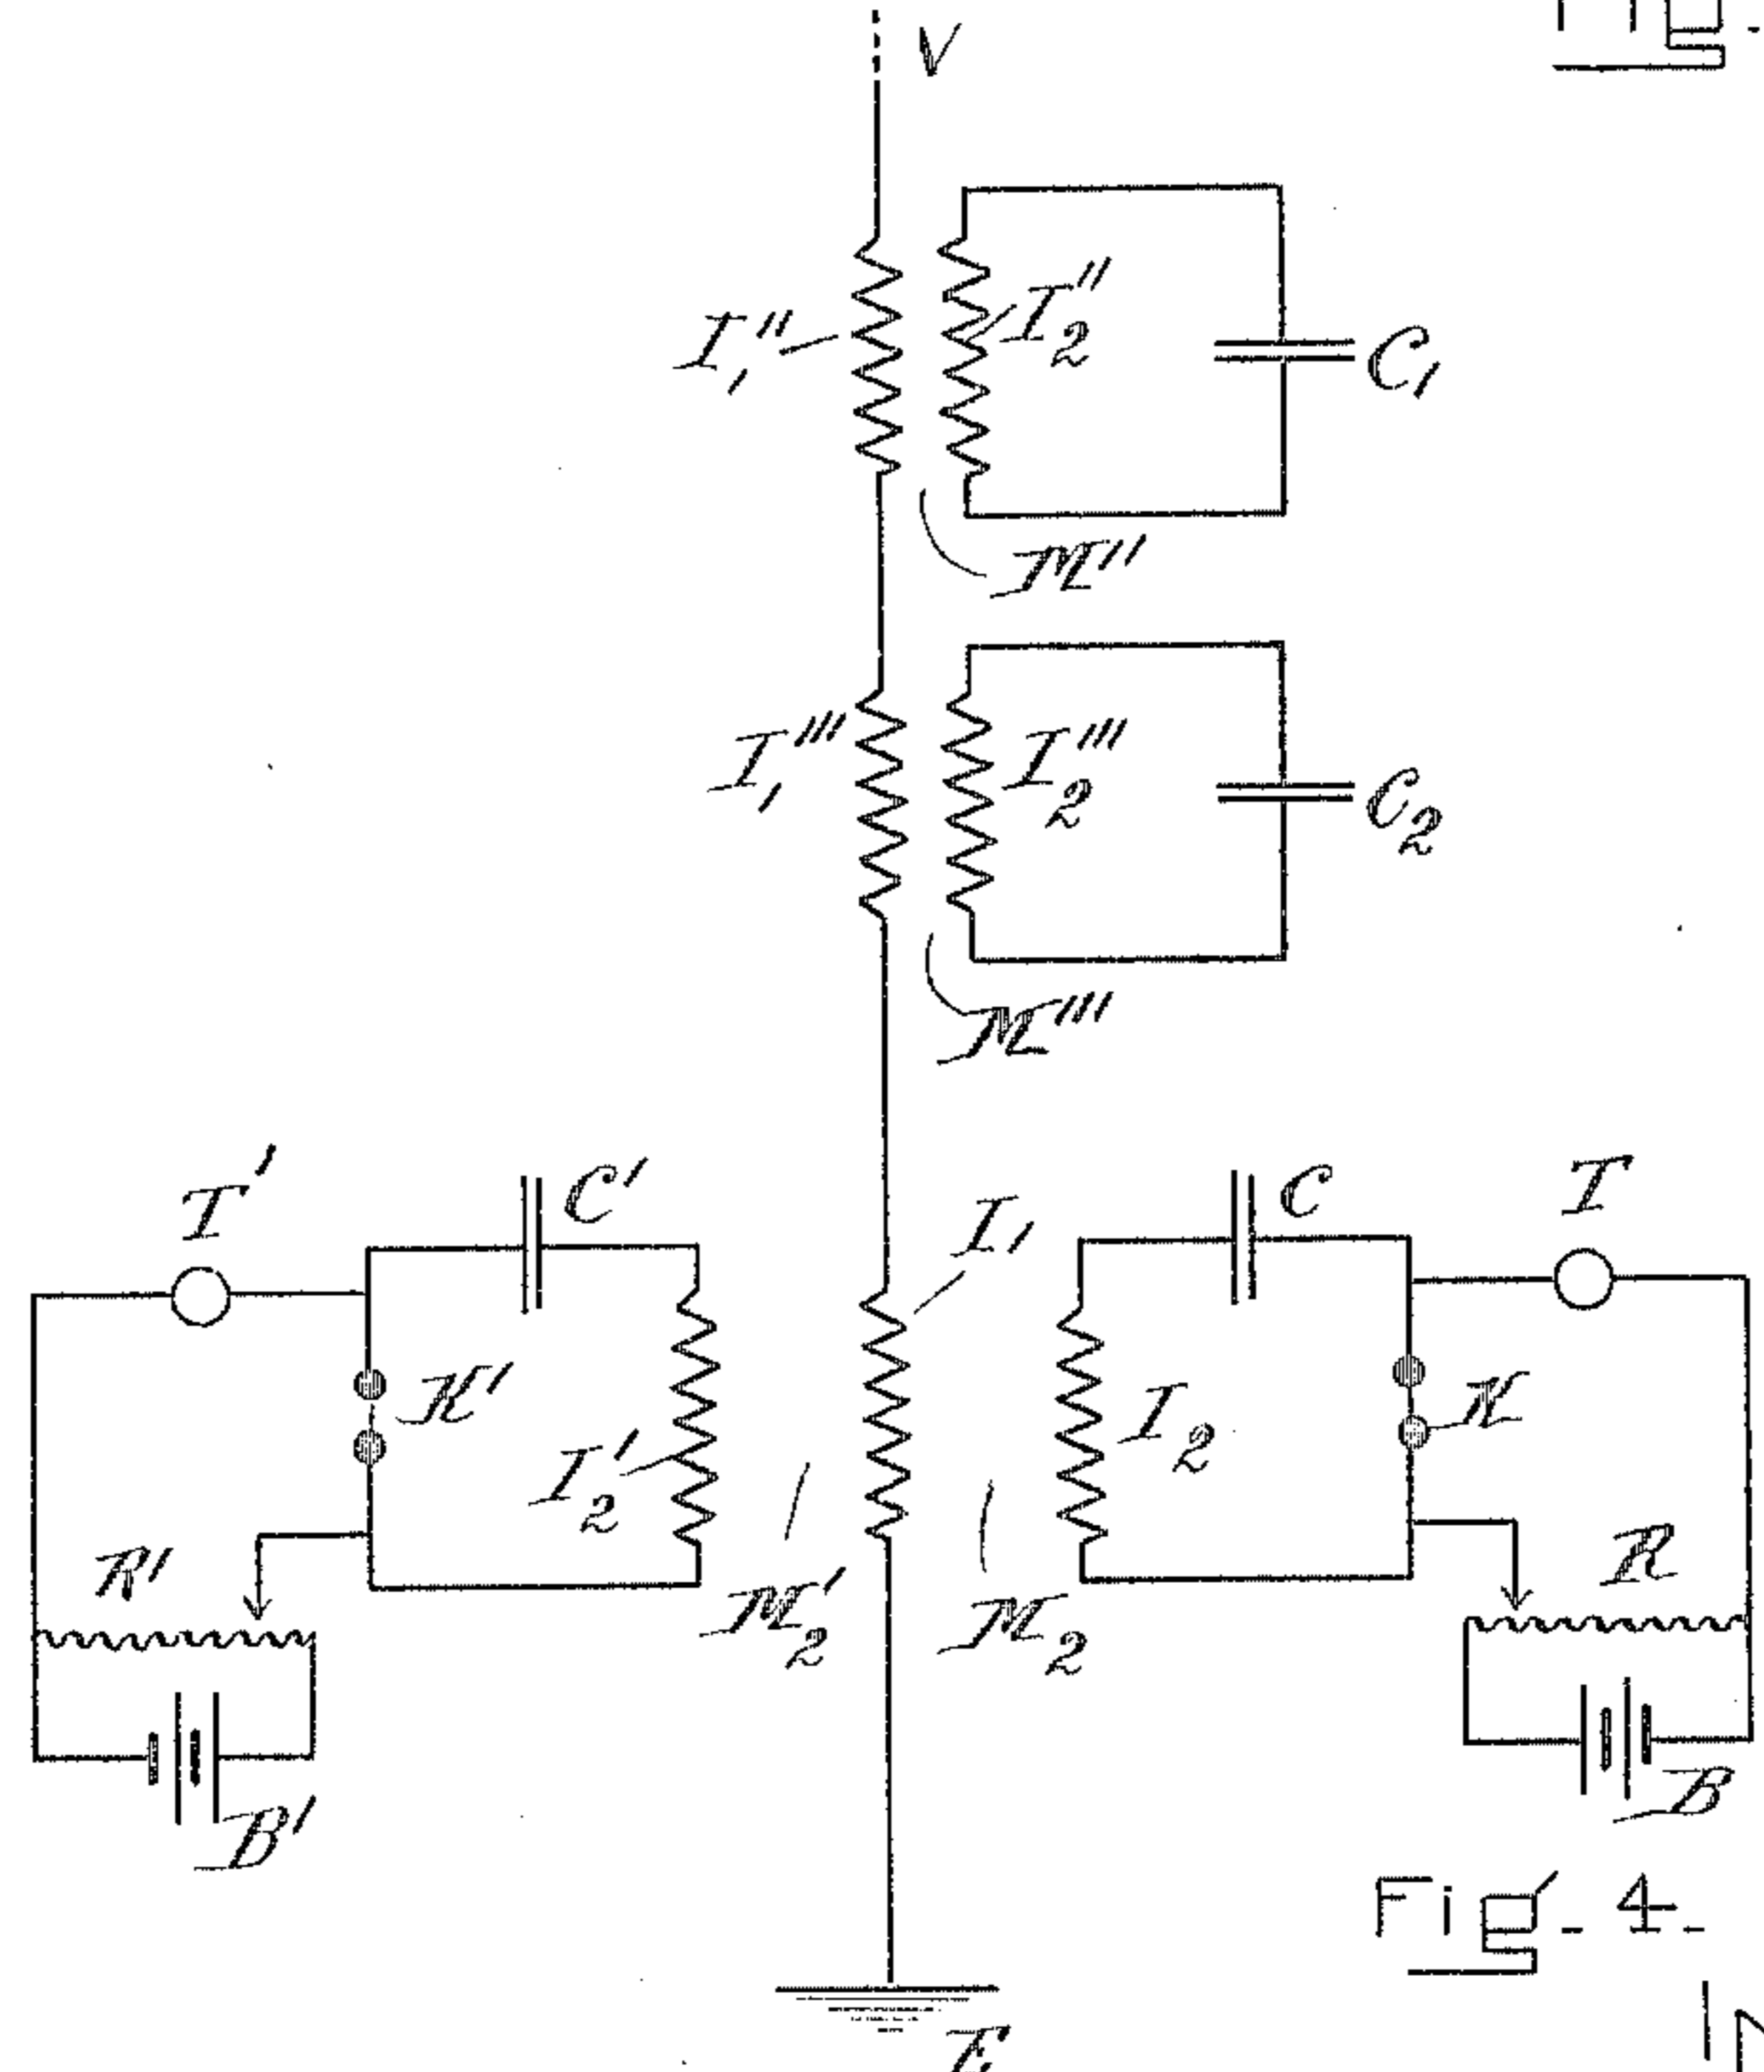 V
I₁''
I₂''
C₁
M''
I₁'''
I₂'''
C₂
M'''
T'
C'
I₁
C
T
K'
I₂'
I₂
K
R'
M₂'
M₂
R
B'
B
Fig. 4.
E